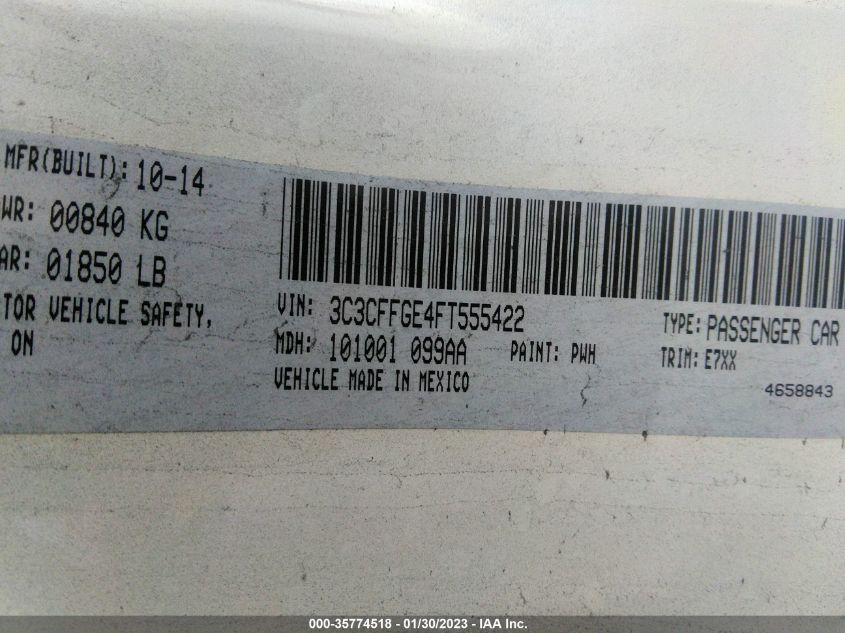 MFR(BUILT): 10-14
WR: 00840 KG
AR: 01850 LB
TOR VEHICLE SAFETY,
ON
VIN: 3C3CFFGE4FT555422
TYPE: PASSENGER CAR
MDH: 101001 099AA PAINT: PWH
TRIM: E7XX
VEHICLE MADE IN MEXICO
4658843
000-35774518 - 01/30/2023 - IAA Inc.